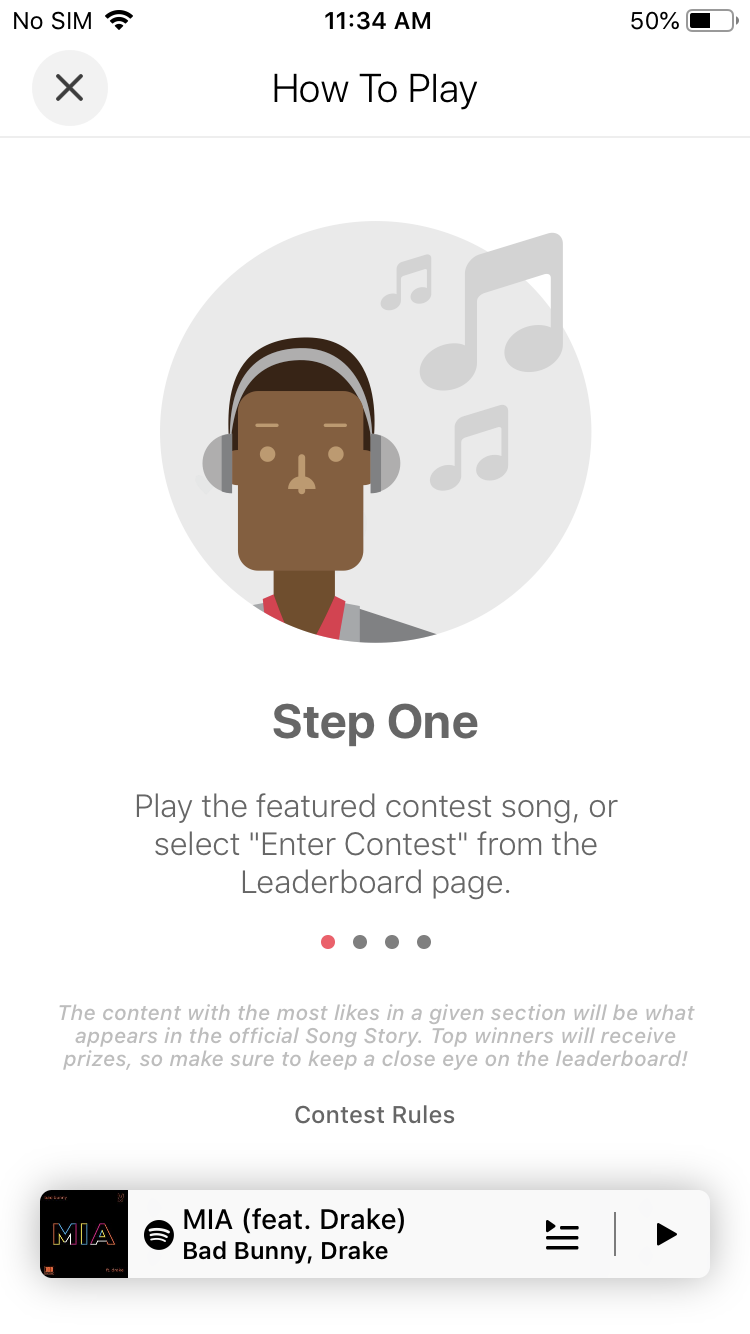 No SIM 11:34 AM 50%
How To Play
Step One
Play the featured contest song, or
select "Enter Contest" from the
Leaderboard page.
The content with the most likes in a given section will be what
appears in the official Song Story. Top winners will receive
prizes, so make sure to keep a close eye on the leaderboard!
Contest Rules
MIA
MIA (feat. Drake)
Bad Bunny, Drake